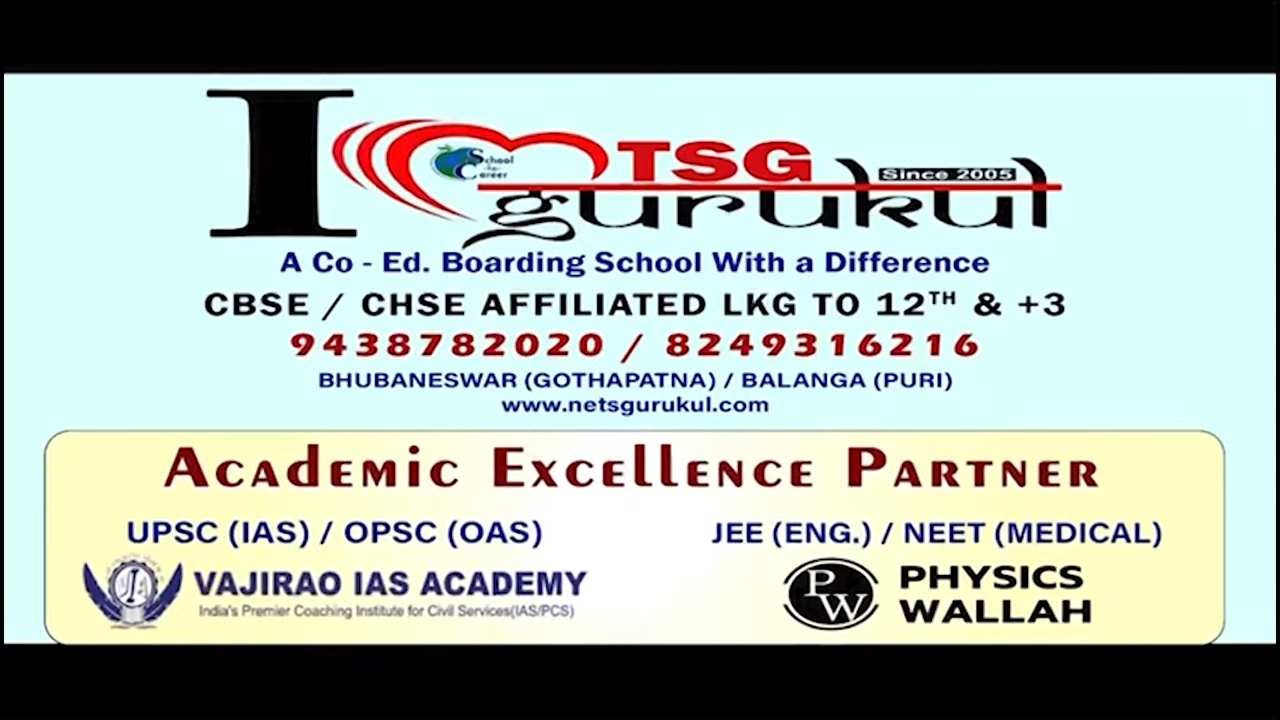 I TSG
School
to
Career
Since 2005
gurukul
A Co - Ed. Boarding School With a Difference
CBSE / CHSE AFFILIATED LKG TO 12TH & +3
9438782020 / 8249316216
BHUBANESWAR (GOTHAPATNA) / BALANGA (PURI)
www.netsgurukul.com
ACADEMIC EXCELLENCE PARTNER
UPSC (IAS) / OPSC (OAS)
VAJIRAO IAS ACADEMY
India's Premier Coaching Institute for Civil Services(IAS/PCS)
JEE (ENG.) / NEET (MEDICAL)
PW
PHYSICS
WALLAH